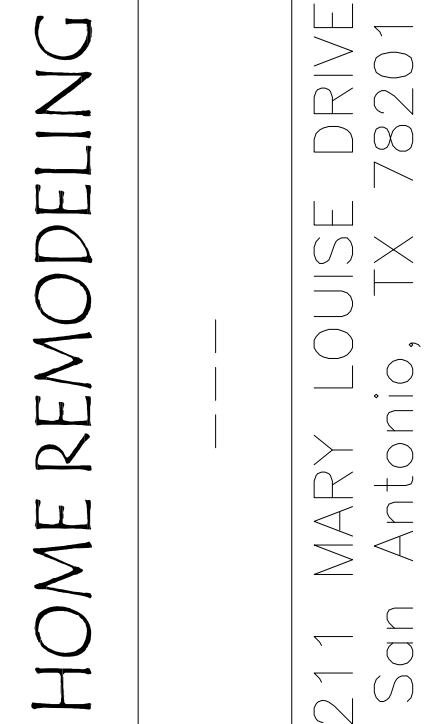 HOME REMODELING
- - -
211 MARY LOUISE DRIVE
San Antonio, TX 78201